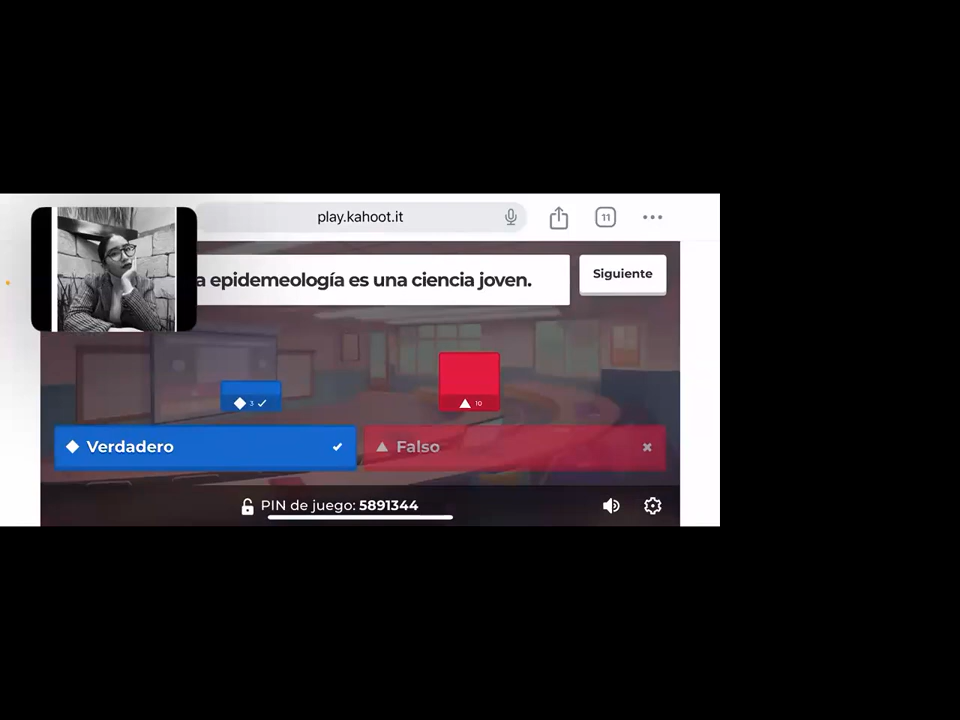 play.kahoot.it
11
a epidemeología es una ciencia joven.
Siguiente
3
10
Verdadero
Falso
PIN de juego: 5891344